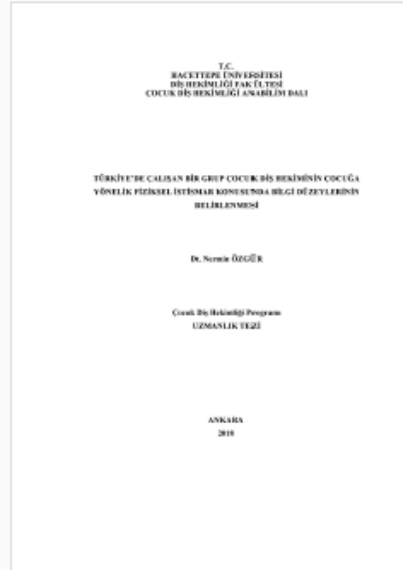 T.C.
HACETTEPE ÜNİVERSİTESİ
DİŞ HEKİMLİĞİ FAKÜLTESİ
ÇOCUK DİŞ HEKİMLİĞİ ANABİLİM DALI
TÜRKİYE'DE ÇALIŞAN BİR GRUP ÇOCUK DİŞ HEKİMİNİN ÇOCUĞA
YÖNELİK FİZİKSEL İSTİSMAR KONUSUNDA BİLGİ DÜZEYLERİNİN
BELİRLENMESİ
Dt. Nermin ÖZGÜR
Çocuk Diş Hekimliği Programı
UZMANLIK TEZİ
ANKARA